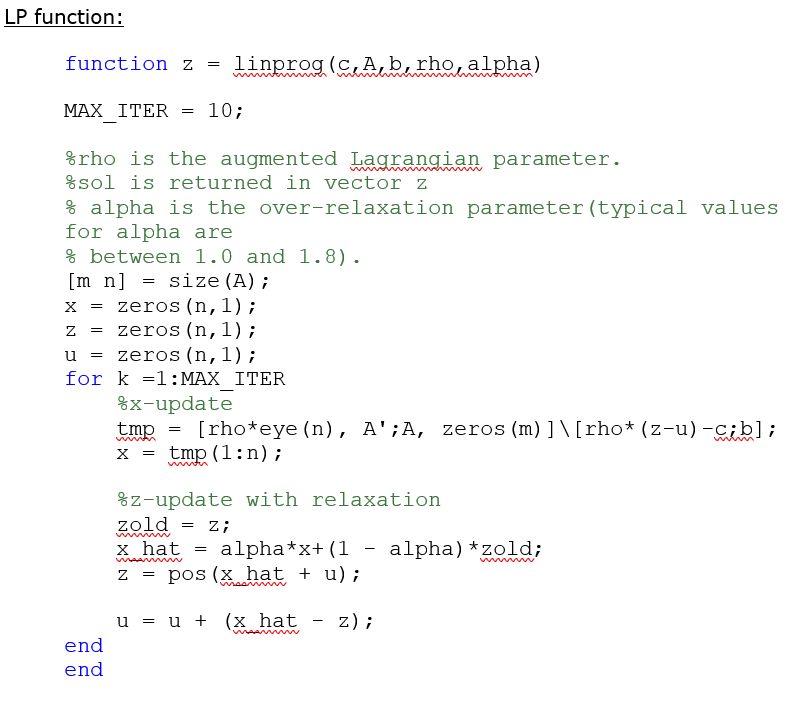 LP function:
function z = linprog(c,A,b,rho,alpha)
MAX_ITER = 10;
%rho is the augmented Lagrangian parameter.
%sol is returned in vector z
% alpha is the over-relaxation parameter(typical values
for alpha are
% between 1.0 and 1.8).
[m n] = size(A);
x = zeros(n,1);
z = zeros(n,1);
u = zeros(n,1);
for k =1:MAX_ITER
%x-update
tmp = [rho*eye(n), A';A, zeros(m)]\[rho*(z-u)-c;b];
x = tmp(1:n);
%z-update with relaxation
zold = z;
x_hat = alpha*x+(1 - alpha)*zold;
z = pos(x_hat + u);
u = u + (x_hat - z);
end
end